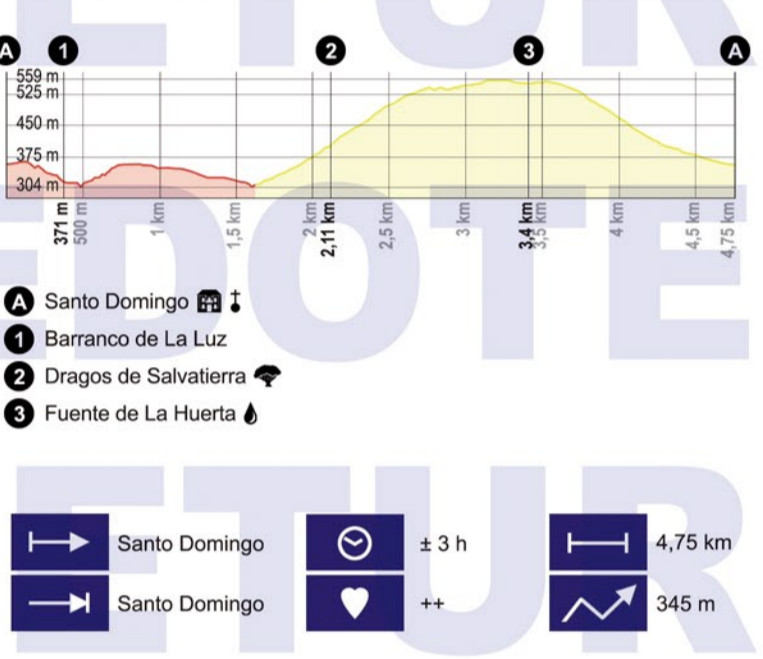 ETUR
A 1 2 3 A
559 m
525 m
450 m
375 m
304 m
371 m
500 m
1 km
1,5 km
2 km
2,11 km
2,5 km
3 km
3,4 km
3,5 km
4 km
4,5 km
4,75 km
EDOTE
A Santo Domingo
1 Barranco de La Luz
2 Dragos de Salvatierra
3 Fuente de La Huerta
ETUR
Santo Domingo ± 3 h 4,75 km
Santo Domingo ++ 345 m